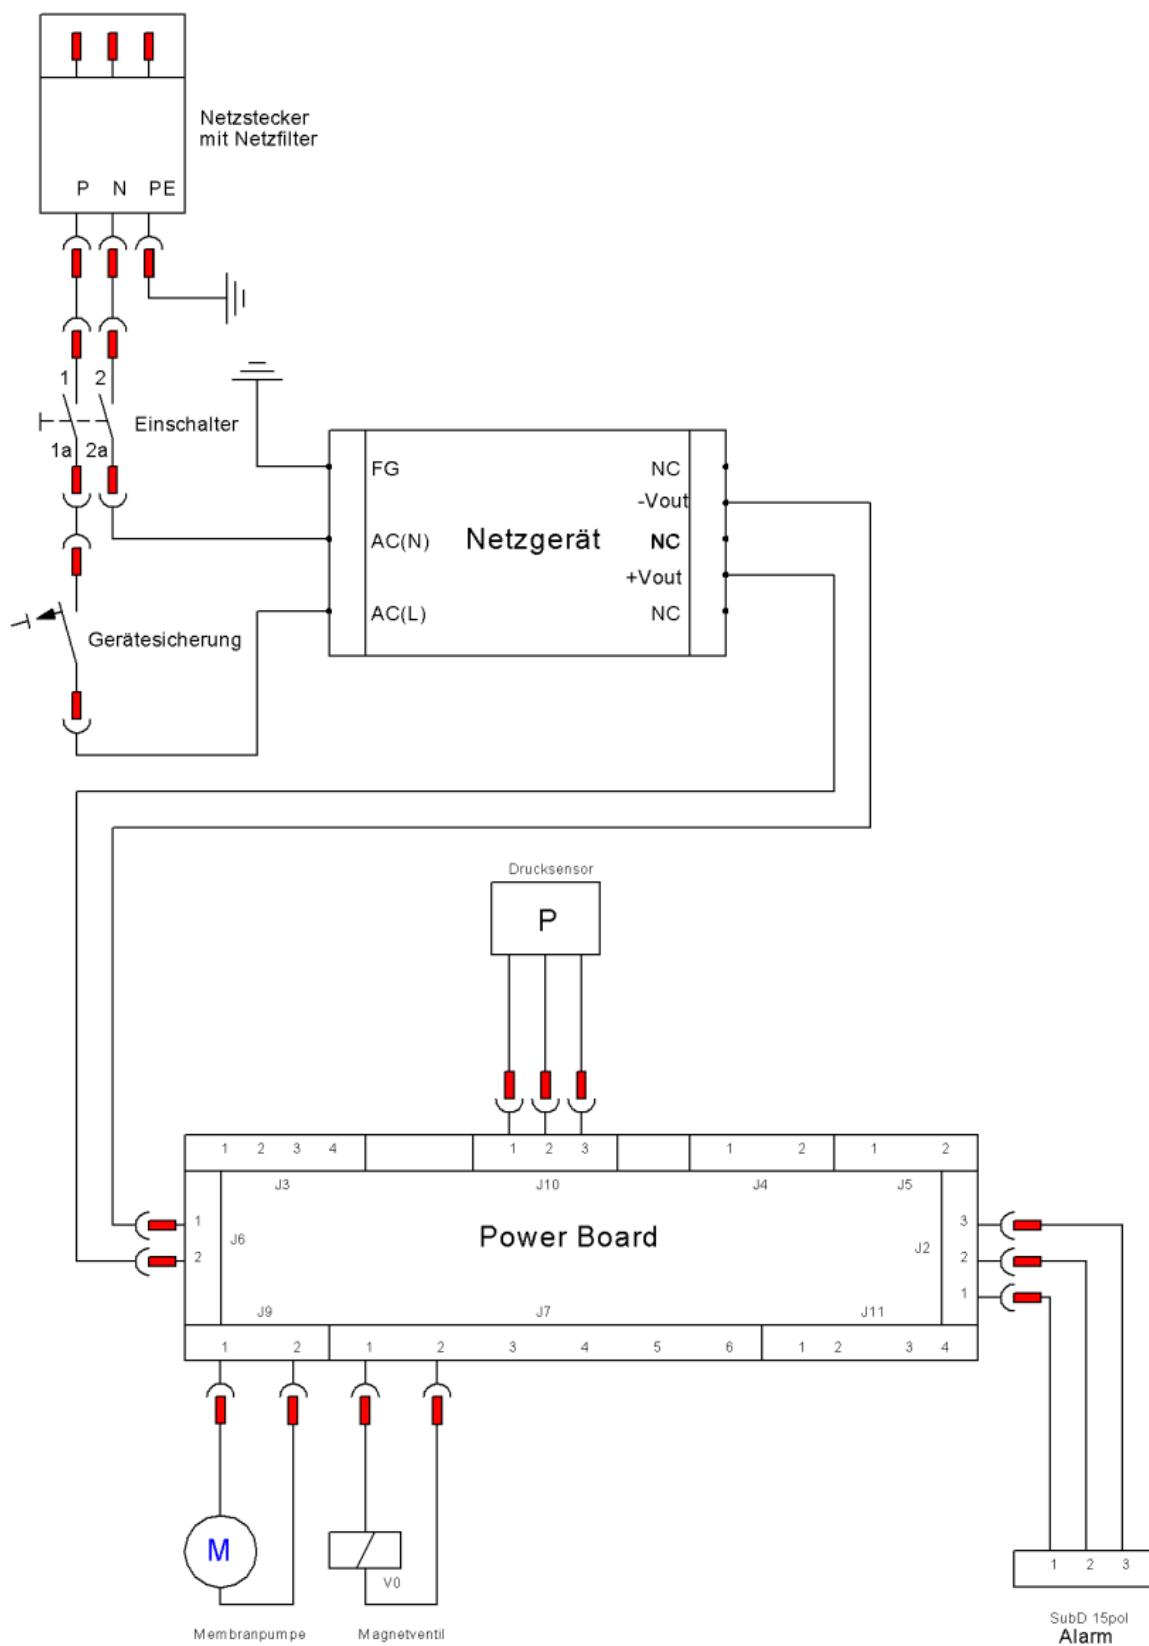 Netzstecker
mit Netzfilter
P N PE
1 2
Einschalter
1a 2a
FG NC
-Vout
AC(N) Netzgerät NC
+Vout
AC(L) NC
Gerätesicherung
Drucksensor
P
1 2 3 4 1 2 3 1 2 1 2
J3 J10 J4 J5
1 3
J6 Power Board J2
2 2
1
J9 J7 J11
1 2 1 2 3 4 5 6 1 2 3 4
M
V0
1 2 3
Membranpumpe Magnetventil
SubD 15pol
Alarm